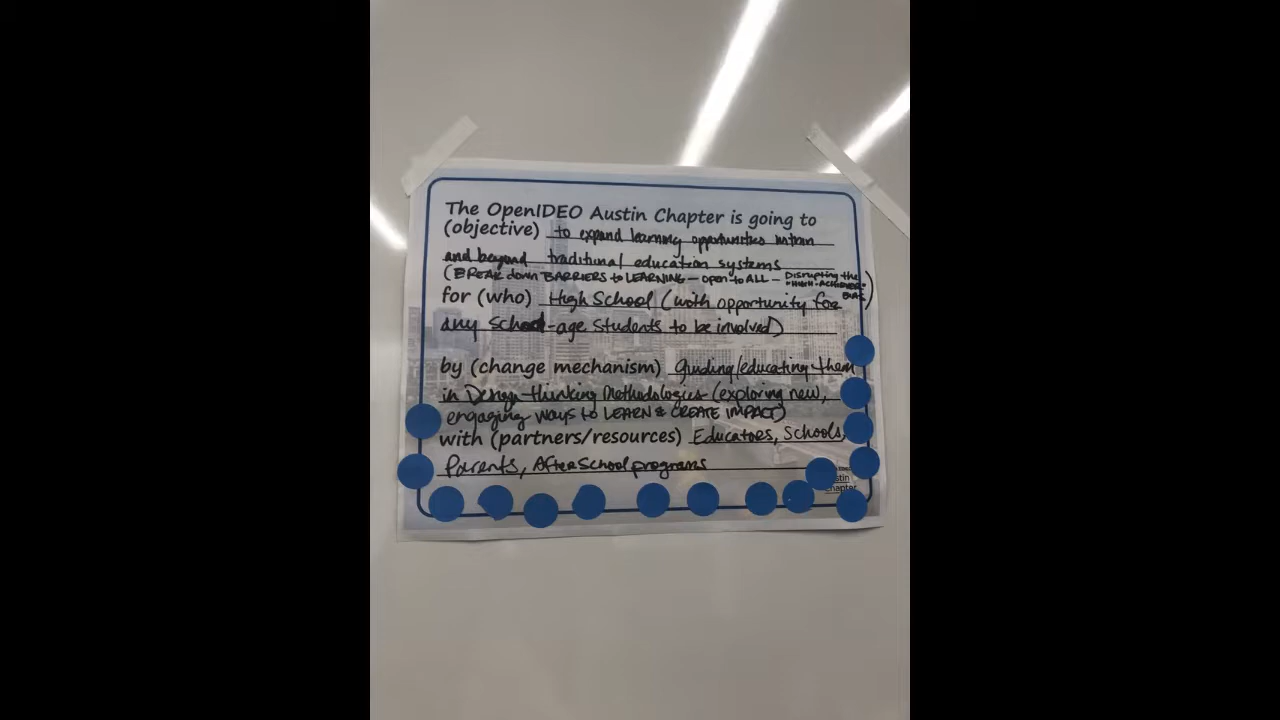 The OpenIDEO Austin Chapter is going to
(objective) to expand learning opportunities within
and beyond traditional education systems
(BREAK down BARRIERS to LEARNING — open to ALL — Disrupting the
"HIGH-ACHIEVER"
BIAS)
for (who) High School (with opportunity for
any school-age students to be involved)
by (change mechanism) guiding/educating them
in Design-thinking Methodologies (exploring new,
engaging ways to LEARN & CREATE IMPACT)
with (partners/resources) Educators, Schools,
Parents, AfterSchool programs
stin
hapter